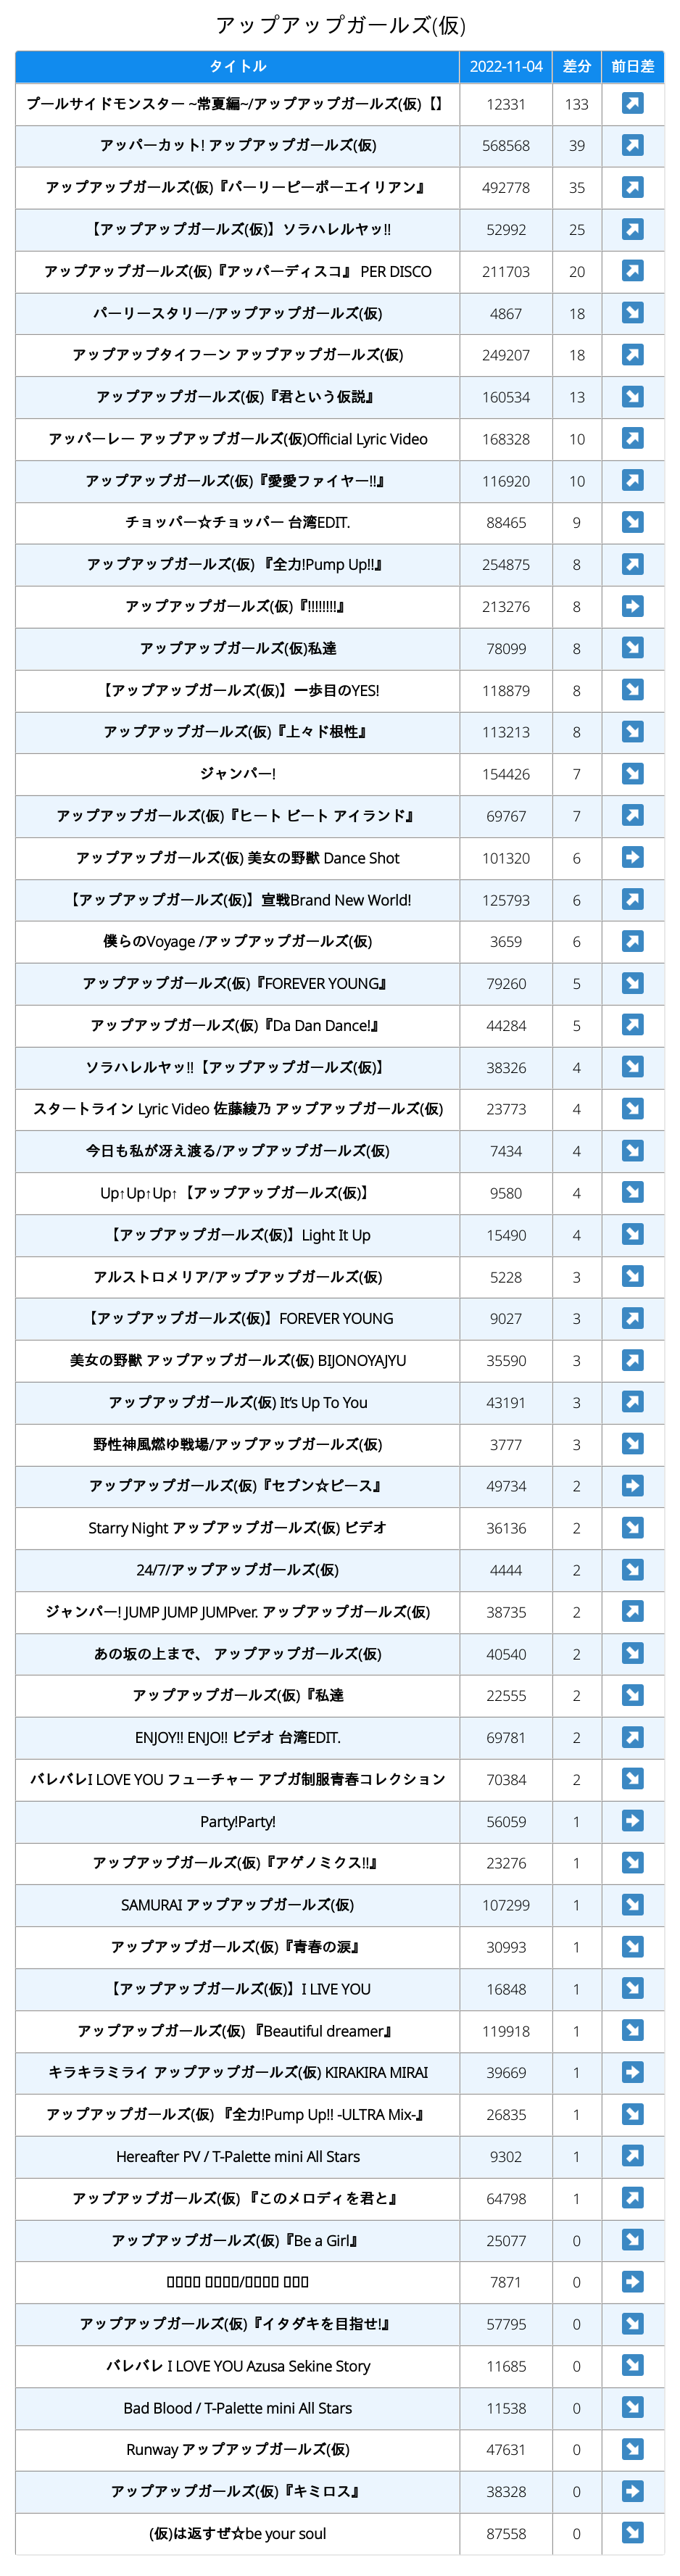 アップアップガールズ(仮)
タイトル 2022-11-04 差分 前日差
プールサイドモンスター ~常夏編~/アップアップガールズ(仮)【】 12331 133 ↗
アッパーカット! アップアップガールズ(仮) 568568 39 ↗
アップアップガールズ(仮)『パーリーピーポーエイリアン』 492778 35 ↗
【アップアップガールズ(仮)】ソラハレルヤッ!! 52992 25 ↗
アップアップガールズ(仮)『アッパーディスコ』 PER DISCO 211703 20 ↗
パーリースタリー/アップアップガールズ(仮) 4867 18 ↘
アップアップタイフーン アップアップガールズ(仮) 249207 18 ↗
アップアップガールズ(仮)『君という仮説』 160534 13 ↘
アッパーレー アップアップガールズ(仮)Official Lyric Video 168328 10 ↗
アップアップガールズ(仮)『愛愛ファイヤー!!』 116920 10 ↗
チョッパー☆チョッパー 台湾EDIT. 88465 9 ↘
アップアップガールズ(仮) 『全力!Pump Up!!』 254875 8 ↗
アップアップガールズ(仮)『!!!!!!!!』 213276 8 ➡
アップアップガールズ(仮)私達 78099 8 ↘
【アップアップガールズ(仮)】一歩目のYES! 118879 8 ↘
アップアップガールズ(仮)『上々ド根性』 113213 8 ↘
ジャンパー! 154426 7 ↘
アップアップガールズ(仮)『ヒート ビート アイランド』 69767 7 ↗
アップアップガールズ(仮) 美女の野獣 Dance Shot 101320 6 ➡
【アップアップガールズ(仮)】宣戦Brand New World! 125793 6 ↗
僕らのVoyage /アップアップガールズ(仮) 3659 6 ↗
アップアップガールズ(仮)『FOREVER YOUNG』 79260 5 ↘
アップアップガールズ(仮)『Da Dan Dance!』 44284 5 ↗
ソラハレルヤッ!!【アップアップガールズ(仮)】 38326 4 ↘
スタートライン Lyric Video 佐藤綾乃 アップアップガールズ(仮) 23773 4 ↘
今日も私が冴え渡る/アップアップガールズ(仮) 7434 4 ↘
Up↑Up↑Up↑【アップアップガールズ(仮)】 9580 4 ↘
【アップアップガールズ(仮)】Light It Up 15490 4 ↘
アルストロメリア/アップアップガールズ(仮) 5228 3 ↘
【アップアップガールズ(仮)】FOREVER YOUNG 9027 3 ↗
美女の野獣 アップアップガールズ(仮) BIJONOYAJYU 35590 3 ↗
アップアップガールズ(仮) It's Up To You 43191 3 ↗
野性神風燃ゆ戦場/アップアップガールズ(仮) 3777 3 ↘
アップアップガールズ(仮)『セブン☆ピース』 49734 2 ➡
Starry Night アップアップガールズ(仮) ビデオ 36136 2 ↘
24/7/アップアップガールズ(仮) 4444 2 ↘
ジャンパー! JUMP JUMP JUMPver. アップアップガールズ(仮) 38735 2 ↗
あの坂の上まで、 アップアップガールズ(仮) 40540 2 ↘
アップアップガールズ(仮)『私達 22555 2 ↘
ENJOY!! ENJO!! ビデオ 台湾EDIT. 69781 2 ↗
バレバレI LOVE YOU フューチャー アプガ制服青春コレクション 70384 2 ↘
Party!Party! 56059 1 ➡
アップアップガールズ(仮)『アゲノミクス!!』 23276 1 ↘
SAMURAI アップアップガールズ(仮) 107299 1 ↘
アップアップガールズ(仮)『青春の涙』 30993 1 ↘
【アップアップガールズ(仮)】I LIVE YOU 16848 1 ↘
アップアップガールズ(仮) 『Beautiful dreamer』 119918 1 ↘
キラキラミライ アップアップガールズ(仮) KIRAKIRA MIRAI 39669 1 ➡
アップアップガールズ(仮) 『全力!Pump Up!! -ULTRA Mix-』 26835 1 ↘
Hereafter PV / T-Palette mini All Stars 9302 1 ↗
アップアップガールズ(仮) 『このメロディを君と』 64798 1 ↗
アップアップガールズ(仮)『Be a Girl』 25077 0 ↘
7871 0 ➡
アップアップガールズ(仮)『イタダキを目指せ!』 57795 0 ↘
バレバレ I LOVE YOU Azusa Sekine Story 11685 0 ↘
Bad Blood / T-Palette mini All Stars 11538 0 ↘
Runway アップアップガールズ(仮) 47631 0 ↘
アップアップガールズ(仮)『キミロス』 38328 0 ➡
(仮)は返すぜ☆be your soul 87558 0 ↘